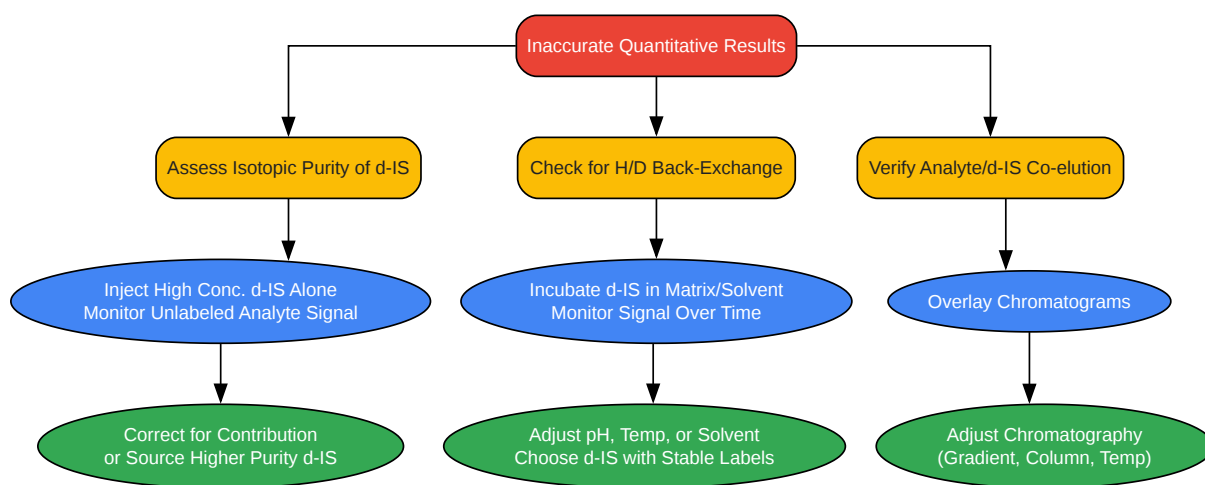 Inaccurate Quantitative Results
Assess Isotopic Purity of d-IS
Check for H/D Back-Exchange
Verify Analyte/d-IS Co-elution
Inject High Conc. d-IS Alone
Monitor Unlabeled Analyte Signal
Incubate d-IS in Matrix/Solvent
Monitor Signal Over Time
Overlay Chromatograms
Correct for Contribution
or Source Higher Purity d-IS
Adjust pH, Temp, or Solvent
Choose d-IS with Stable Labels
Adjust Chromatography
(Gradient, Column, Temp)